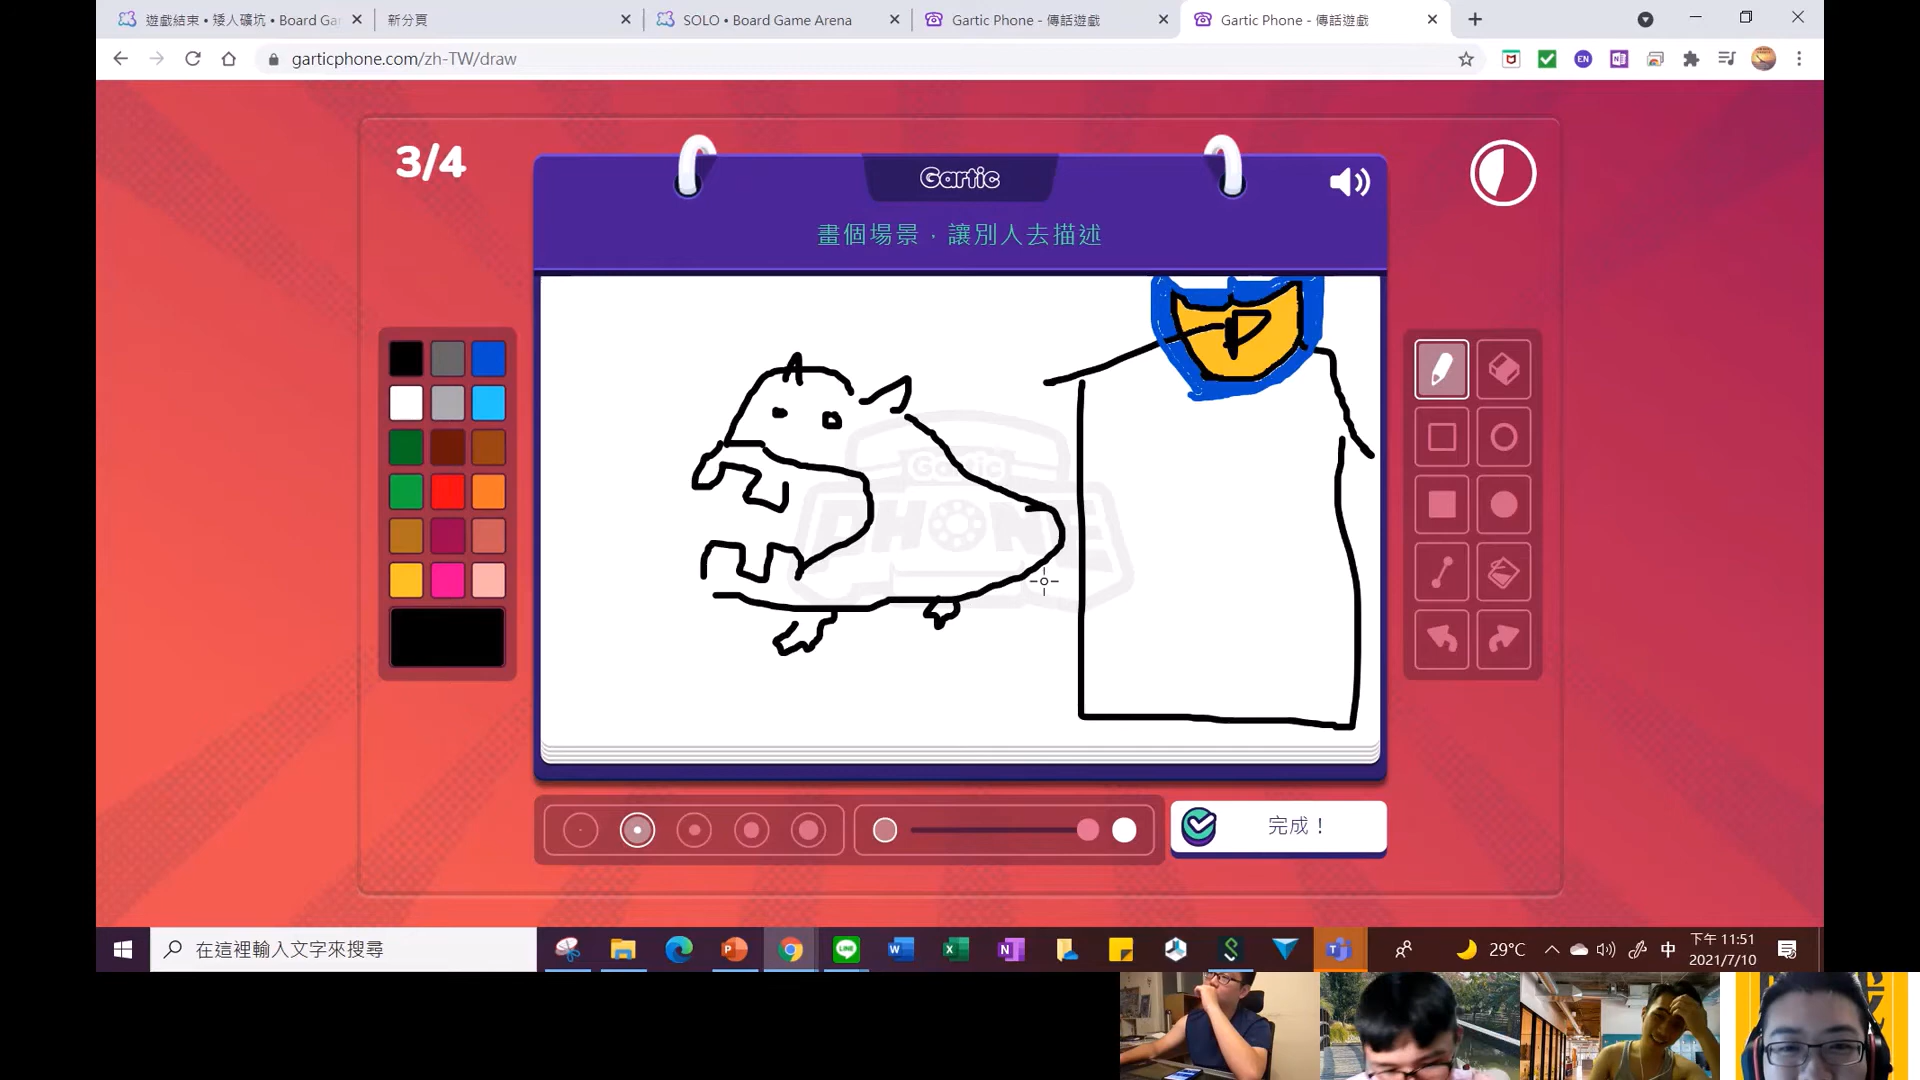 遊戲結束 • 矮人礦坑 • Board Ga
新分頁
SOLO • Board Game Arena
Gartic Phone - 傳話遊戲
Gartic Phone - 傳話遊戲
garticphone.com/zh-TW/draw
EN
3/4
Gartic
畫個場景，讓別人去描述
P
Gartic
PHONE
完成！
在這裡輸入文字來搜尋
29°C
中
下午 11:51
2021/7/10